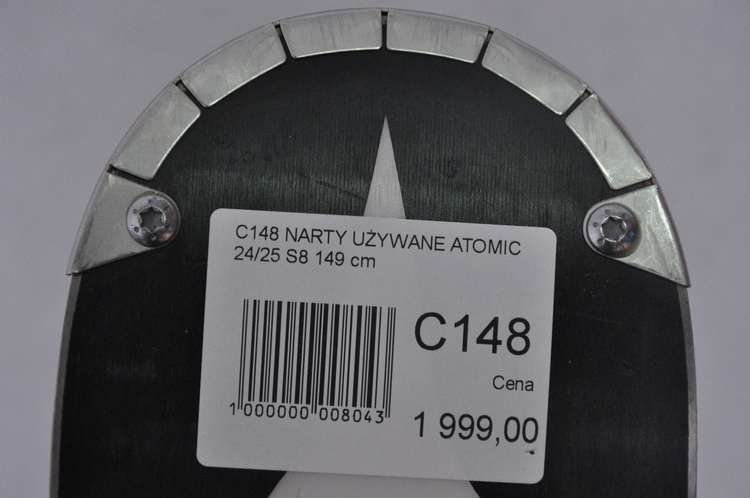 C148 NARTY UŻYWANE ATOMIC
24/25 S8 149 cm
C148
Cena
1 000000 008043
1 999,00